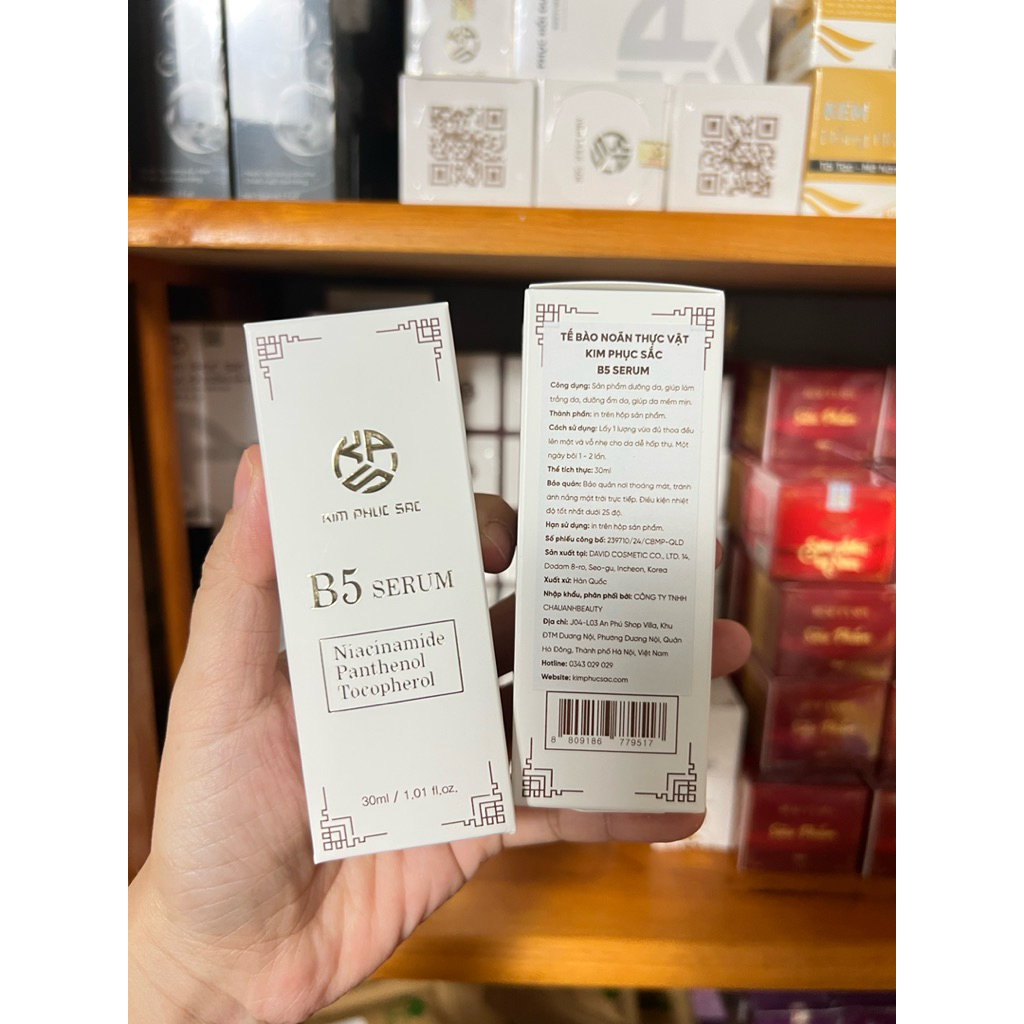 KEM
KPS
KIM PHUC SAC
B5 SERUM
Niacinamide
Panthenol
Tocopherol
30ml / 1.01 fl.oz.
TẾ BÀO NOÃN THỰC VẬT
KIM PHỤC SẮC
B5 SERUM
Công dụng: Sản phẩm dưỡng da, giúp làm
trắng da, dưỡng ẩm da, giúp da mềm mịn.
Thành phần: in trên hộp sản phẩm.
Cách sử dụng: Lấy 1 lượng vừa đủ thoa đều
lên mặt và vỗ nhẹ cho da dễ hấp thụ. Một
ngày bôi 1 - 2 lần.
Thể tích thực: 30ml
Bảo quản: Bảo quản nơi thoáng mát, tránh
ánh nắng mặt trời trực tiếp. Điều kiện nhiệt
độ tốt nhất dưới 25 độ.
Hạn sử dụng: in trên hộp sản phẩm.
Số phiếu công bố: 239710/24/CBMP-QLD
Sản xuất tại: DAVID COSMETIC CO., LTD. 14,
Dodam 8-ro, Seo-gu, Incheon, Korea
Xuất xứ: Hàn Quốc
Nhập khẩu, phân phối bởi: CÔNG TY TNHH
CHAUANHBEAUTY
Địa chỉ: J04-L03 An Phú Shop Villa, Khu
ĐTM Dương Nội, Phường Dương Nội, Quận
Hà Đông, Thành phố Hà Nội, Việt Nam
Hotline: 0343 029 029
Website: kimphucsac.com
8 809186 779517